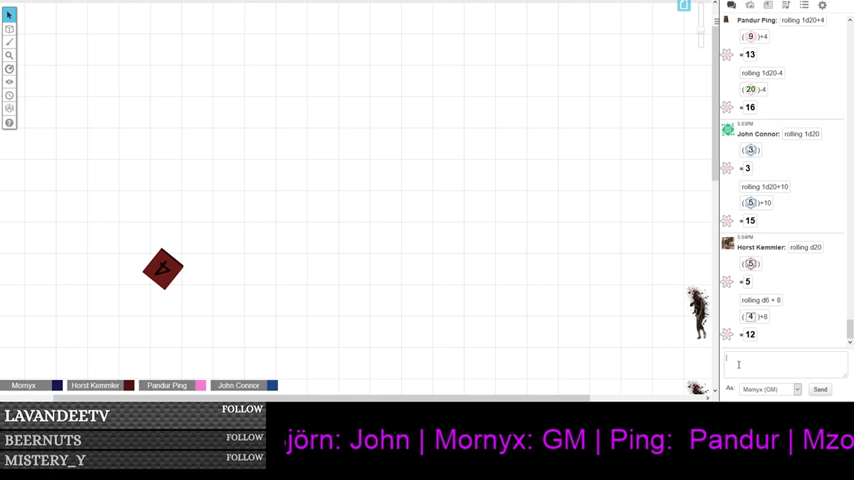 Pandur Ping: rolling 1d20+4
(9)+4
= 13
rolling 1d20-4
(20)-4
= 16
5:03PM
John Connor: rolling 1d20
(3)
= 3
rolling 1d20+10
(5)+10
= 15
5:04PM
Horst Kemmler: rolling d20
(5)
= 5
rolling d6 + 8
(4)+8
= 12
4
As: Mornyx (GM) Send
Mornyx Horst Kemmler Pandur Ping John Connor
LAVANDEETV FOLLOW
BEERNUTS FOLLOW
MISTERY_Y FOLLOW
jörn: John | Mornyx: GM | Ping: Pandur | Mzo